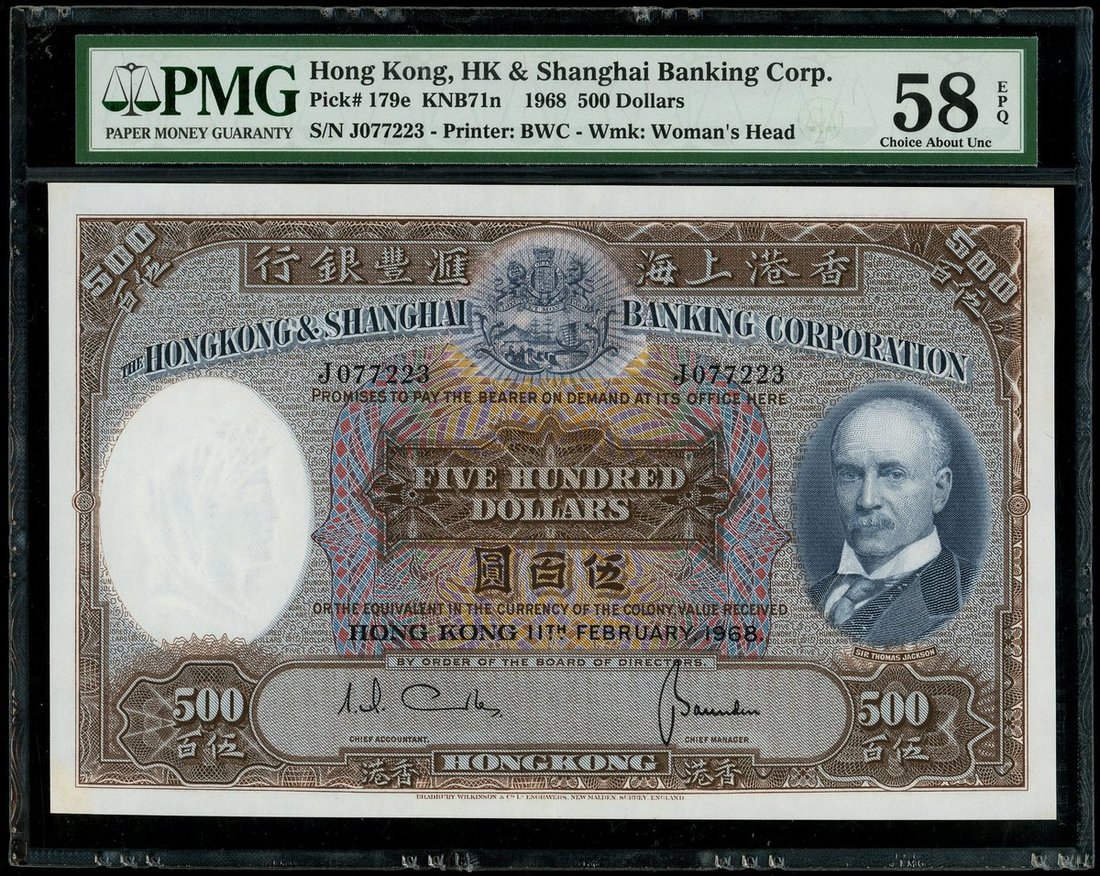 PMG
PAPER MONEY GUARANTY
Hong Kong, HK & Shanghai Banking Corp.
Pick# 179e KNB71n 1968 500 Dollars
S/N J077223 - Printer: BWC - Wmk: Woman's Head
58
EPQ
Choice About Unc
500
伍百
行銀豐滙 海上港香
500
伍百
THE HONGKONG & SHANGHAI BANKING CORPORATION
J077223 J077223
PROMISES TO PAY THE BEARER ON DEMAND AT ITS OFFICE HERE
FIVE HUNDRED
DOLLARS
圓百伍
OR THE EQUIVALENT IN THE CURRENCY OF THE COLONY VALUE RECEIVED
HONG KONG 11TH FEBRUARY, 1968.
SIR THOMAS JACKSON
BY ORDER OF THE BOARD OF DIRECTORS.
500 500
百伍 百伍
CHIEF ACCOUNTANT. CHIEF MANAGER.
港香 HONGKONG 港香
BRADBURY, WILKINSON & Co. Ld. ENGRAVERS, NEW MALDEN, SURREY, ENGLAND.